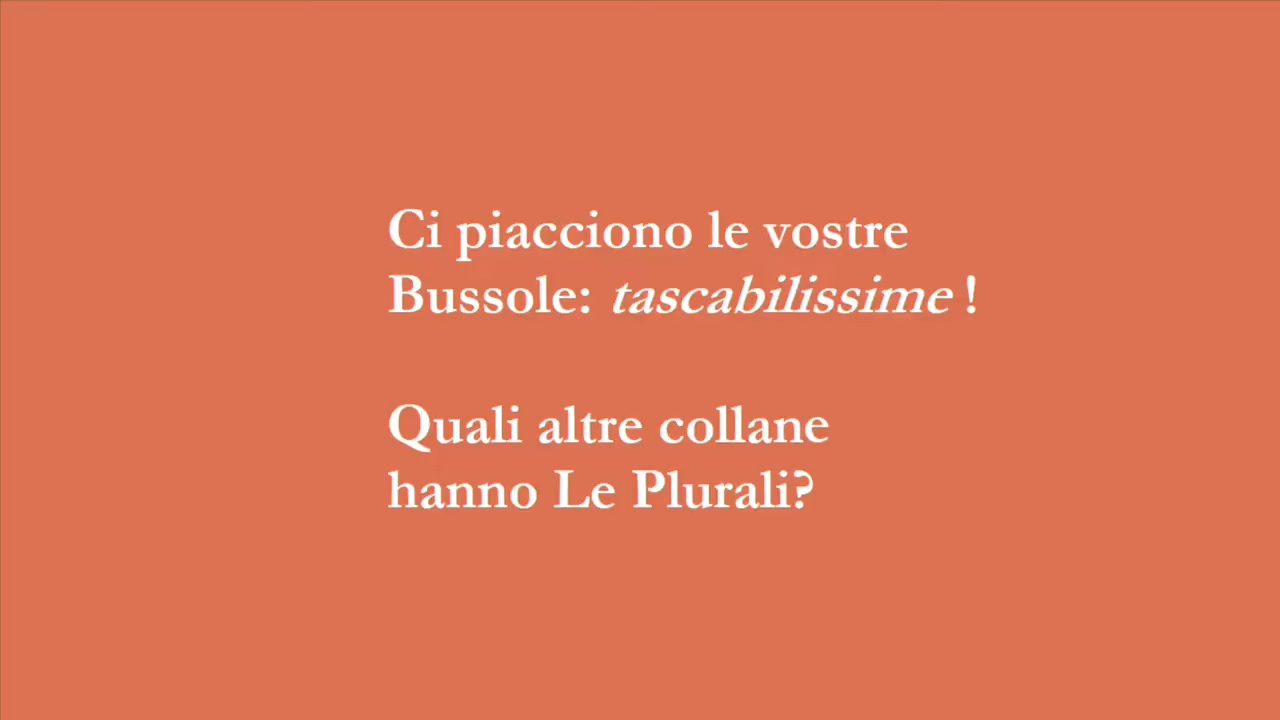 Ci piacciono le vostre
Bussole: tascabilissime !
Quali altre collane
hanno Le Plurali?